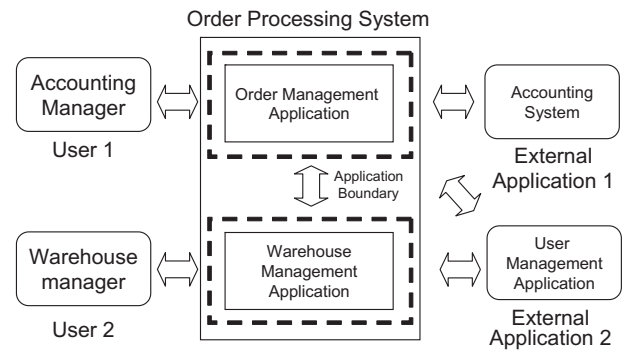 Order Processing System
Accounting
Manager
User 1
Order Management
Application
Accounting
System
External
Application 1
Application
Boundary
Warehouse
manager
User 2
Warehouse
Management
Application
User
Management
Application
External
Application 2